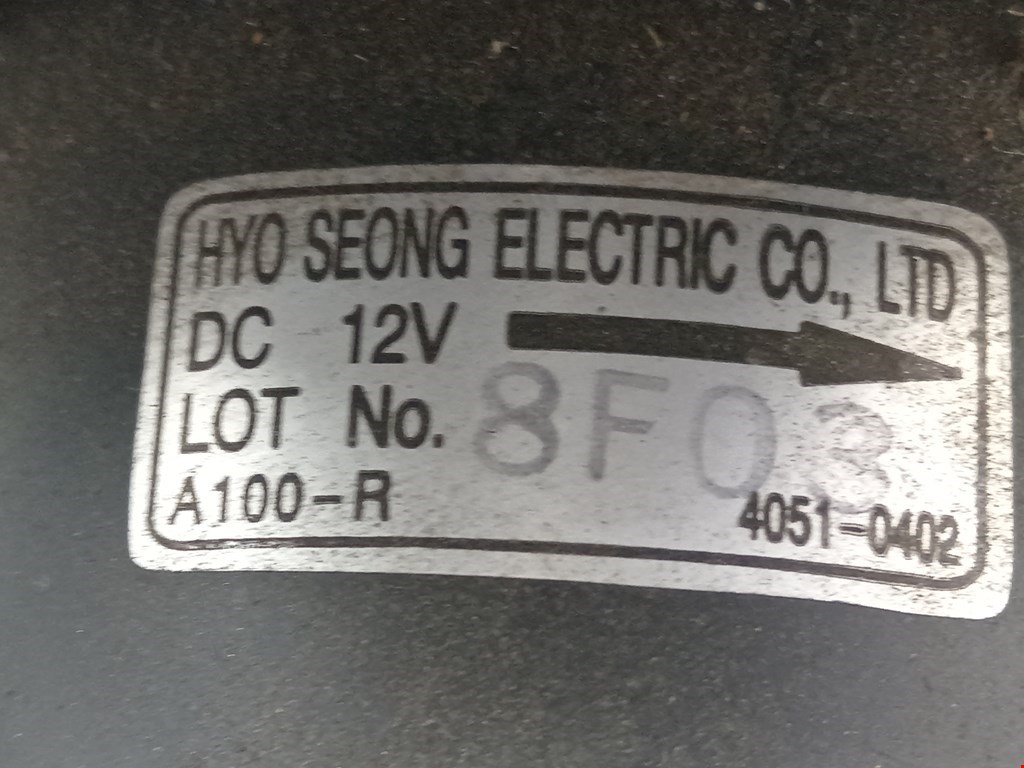 HYO SEONG ELECTRIC CO., LTD
DC 12V
LOT No. 8F03
A100-R 4051-0402